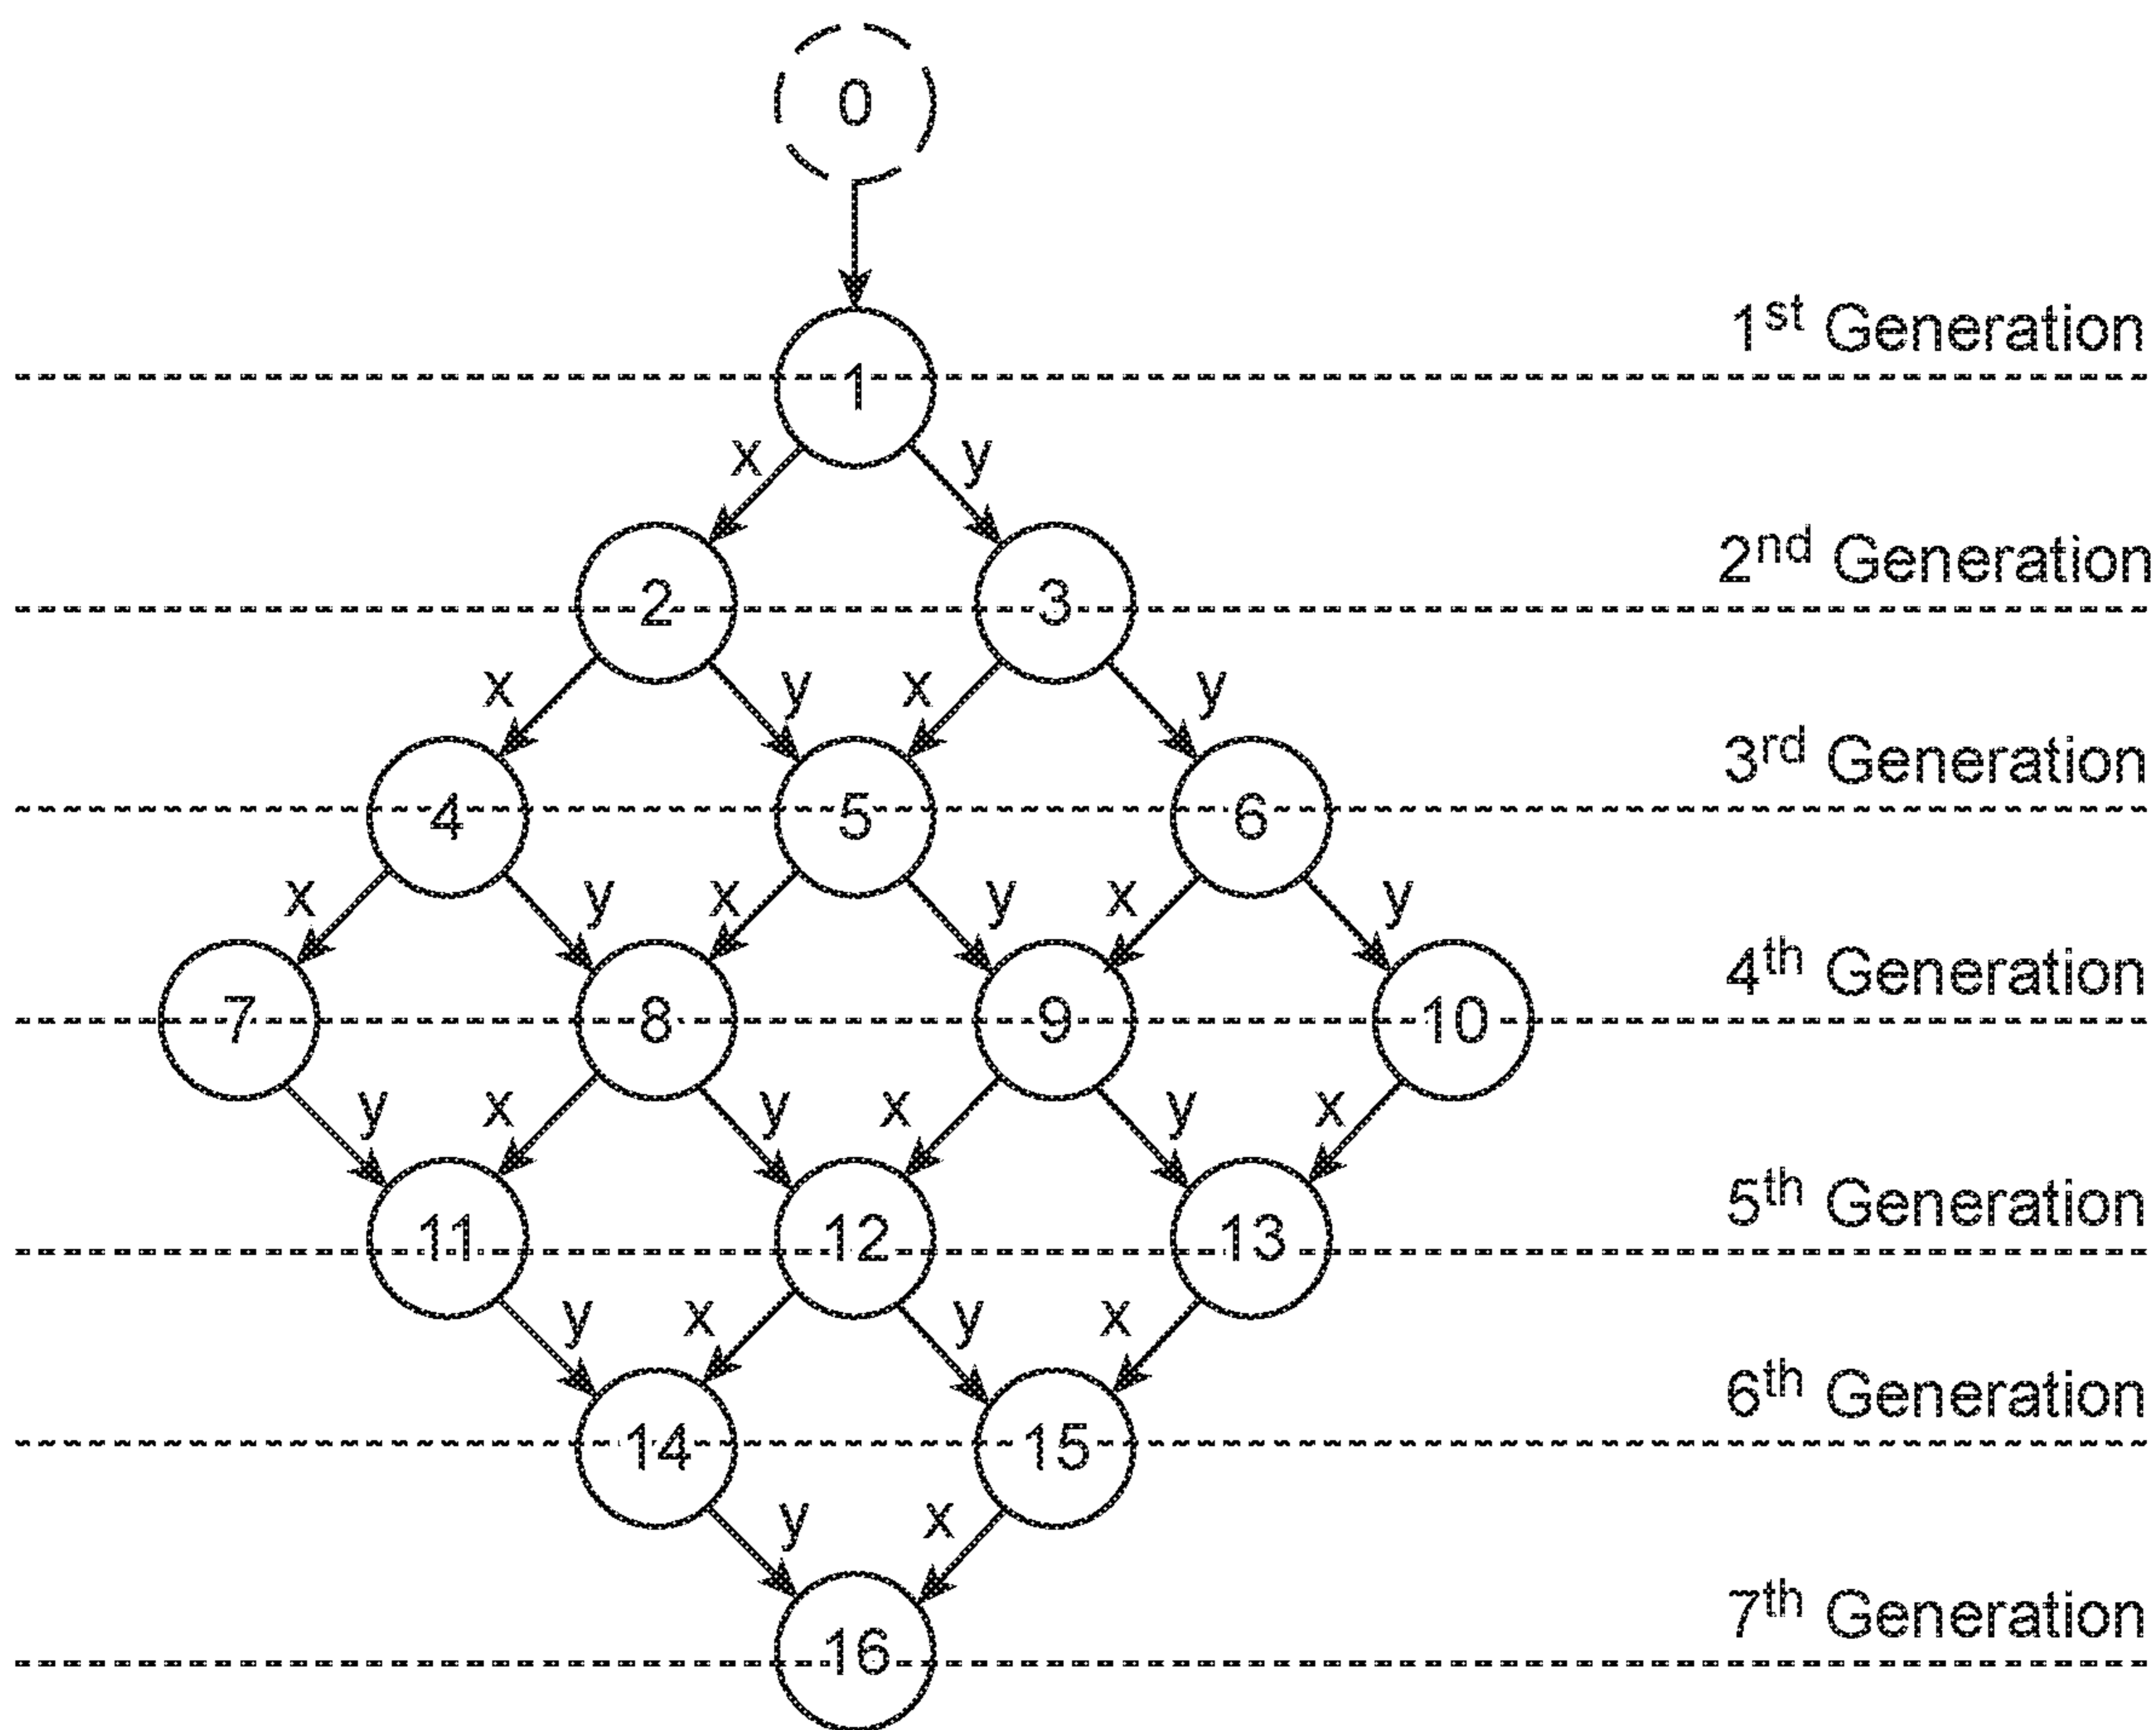 0
1st Generation
1
x y
2nd Generation
2 3
x y x y
3rd Generation
4 5 6
x y x y x y
4th Generation
7 8 9 10
y x y x y x
5th Generation
11 12 13
y x y x
6th Generation
14 15
y x
7th Generation
16